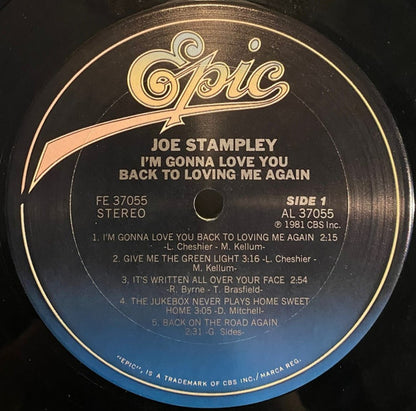 Epic
JOE STAMPLEY
I'M GONNA LOVE YOU
BACK TO LOVING ME AGAIN
FE 37055
STEREO
SIDE 1
AL 37055
℗ 1981 CBS Inc.
1. I'M GONNA LOVE YOU BACK TO LOVING ME AGAIN 2:15
-L. Cheshier - M. Kellum-
2. GIVE ME THE GREEN LIGHT 3:16 -L. Cheshier -
M. Kellum-
3. IT'S WRITTEN ALL OVER YOUR FACE 2:54
- R. Byrne - T. Brasfield-
4. THE JUKEBOX NEVER PLAYS HOME SWEET
HOME 3:05 -D. Mitchell-
5. BACK ON THE ROAD AGAIN
2:31 -G. Sides-
"EPIC", IS A TRADEMARK OF CBS INC./MARCA REG.